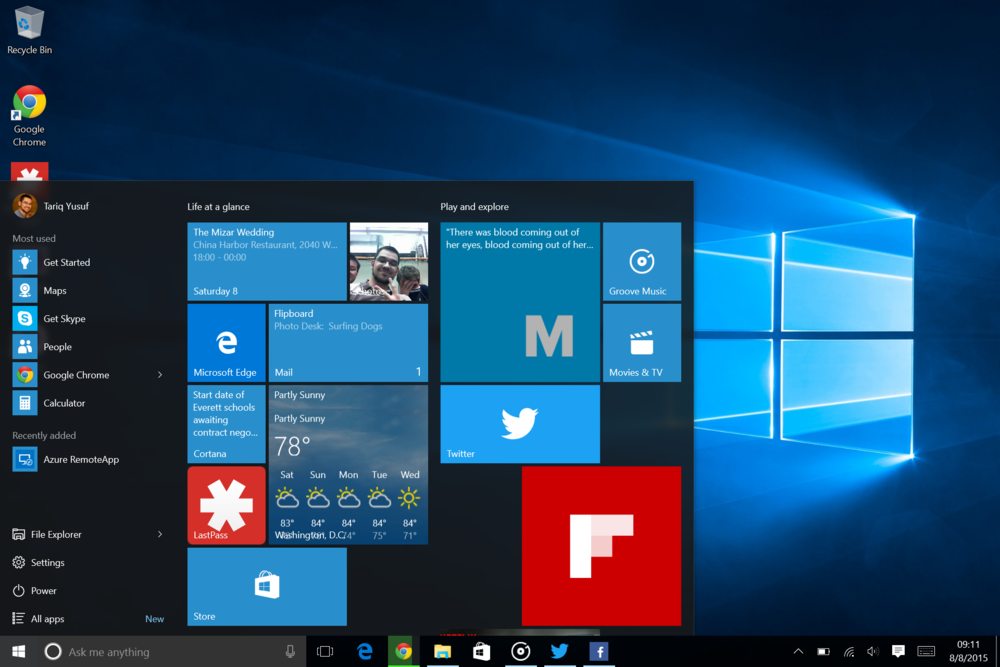 Recycle Bin
Google
Chrome
Tariq Yusuf
Most used
Get Started
Maps
Get Skype
People
Google Chrome
Calculator
Recently added
Azure RemoteApp
File Explorer
Settings
Power
All apps
New
Life at a glance
The Mizar Wedding
China Harbor Restaurant, 2040 W...
18:00 - 00:00
Saturday 8
Photos
Microsoft Edge
Flipboard
Photo Desk: Surfing Dogs
Mail
1
Start date of
Everett schools
awaiting
contract nego...
Cortana
Partly Sunny
Partly Sunny
78°
Sat Sun Mon Tue Wed
83° 84° 84° 84° 84°
74° 75° 71°
Washington, D.C.
LastPass
Store
Play and explore
"There was blood coming out of
her eyes, blood coming out of her...
M
Groove Music
Movies & TV
Twitter
Ask me anything
09:11
8/8/2015